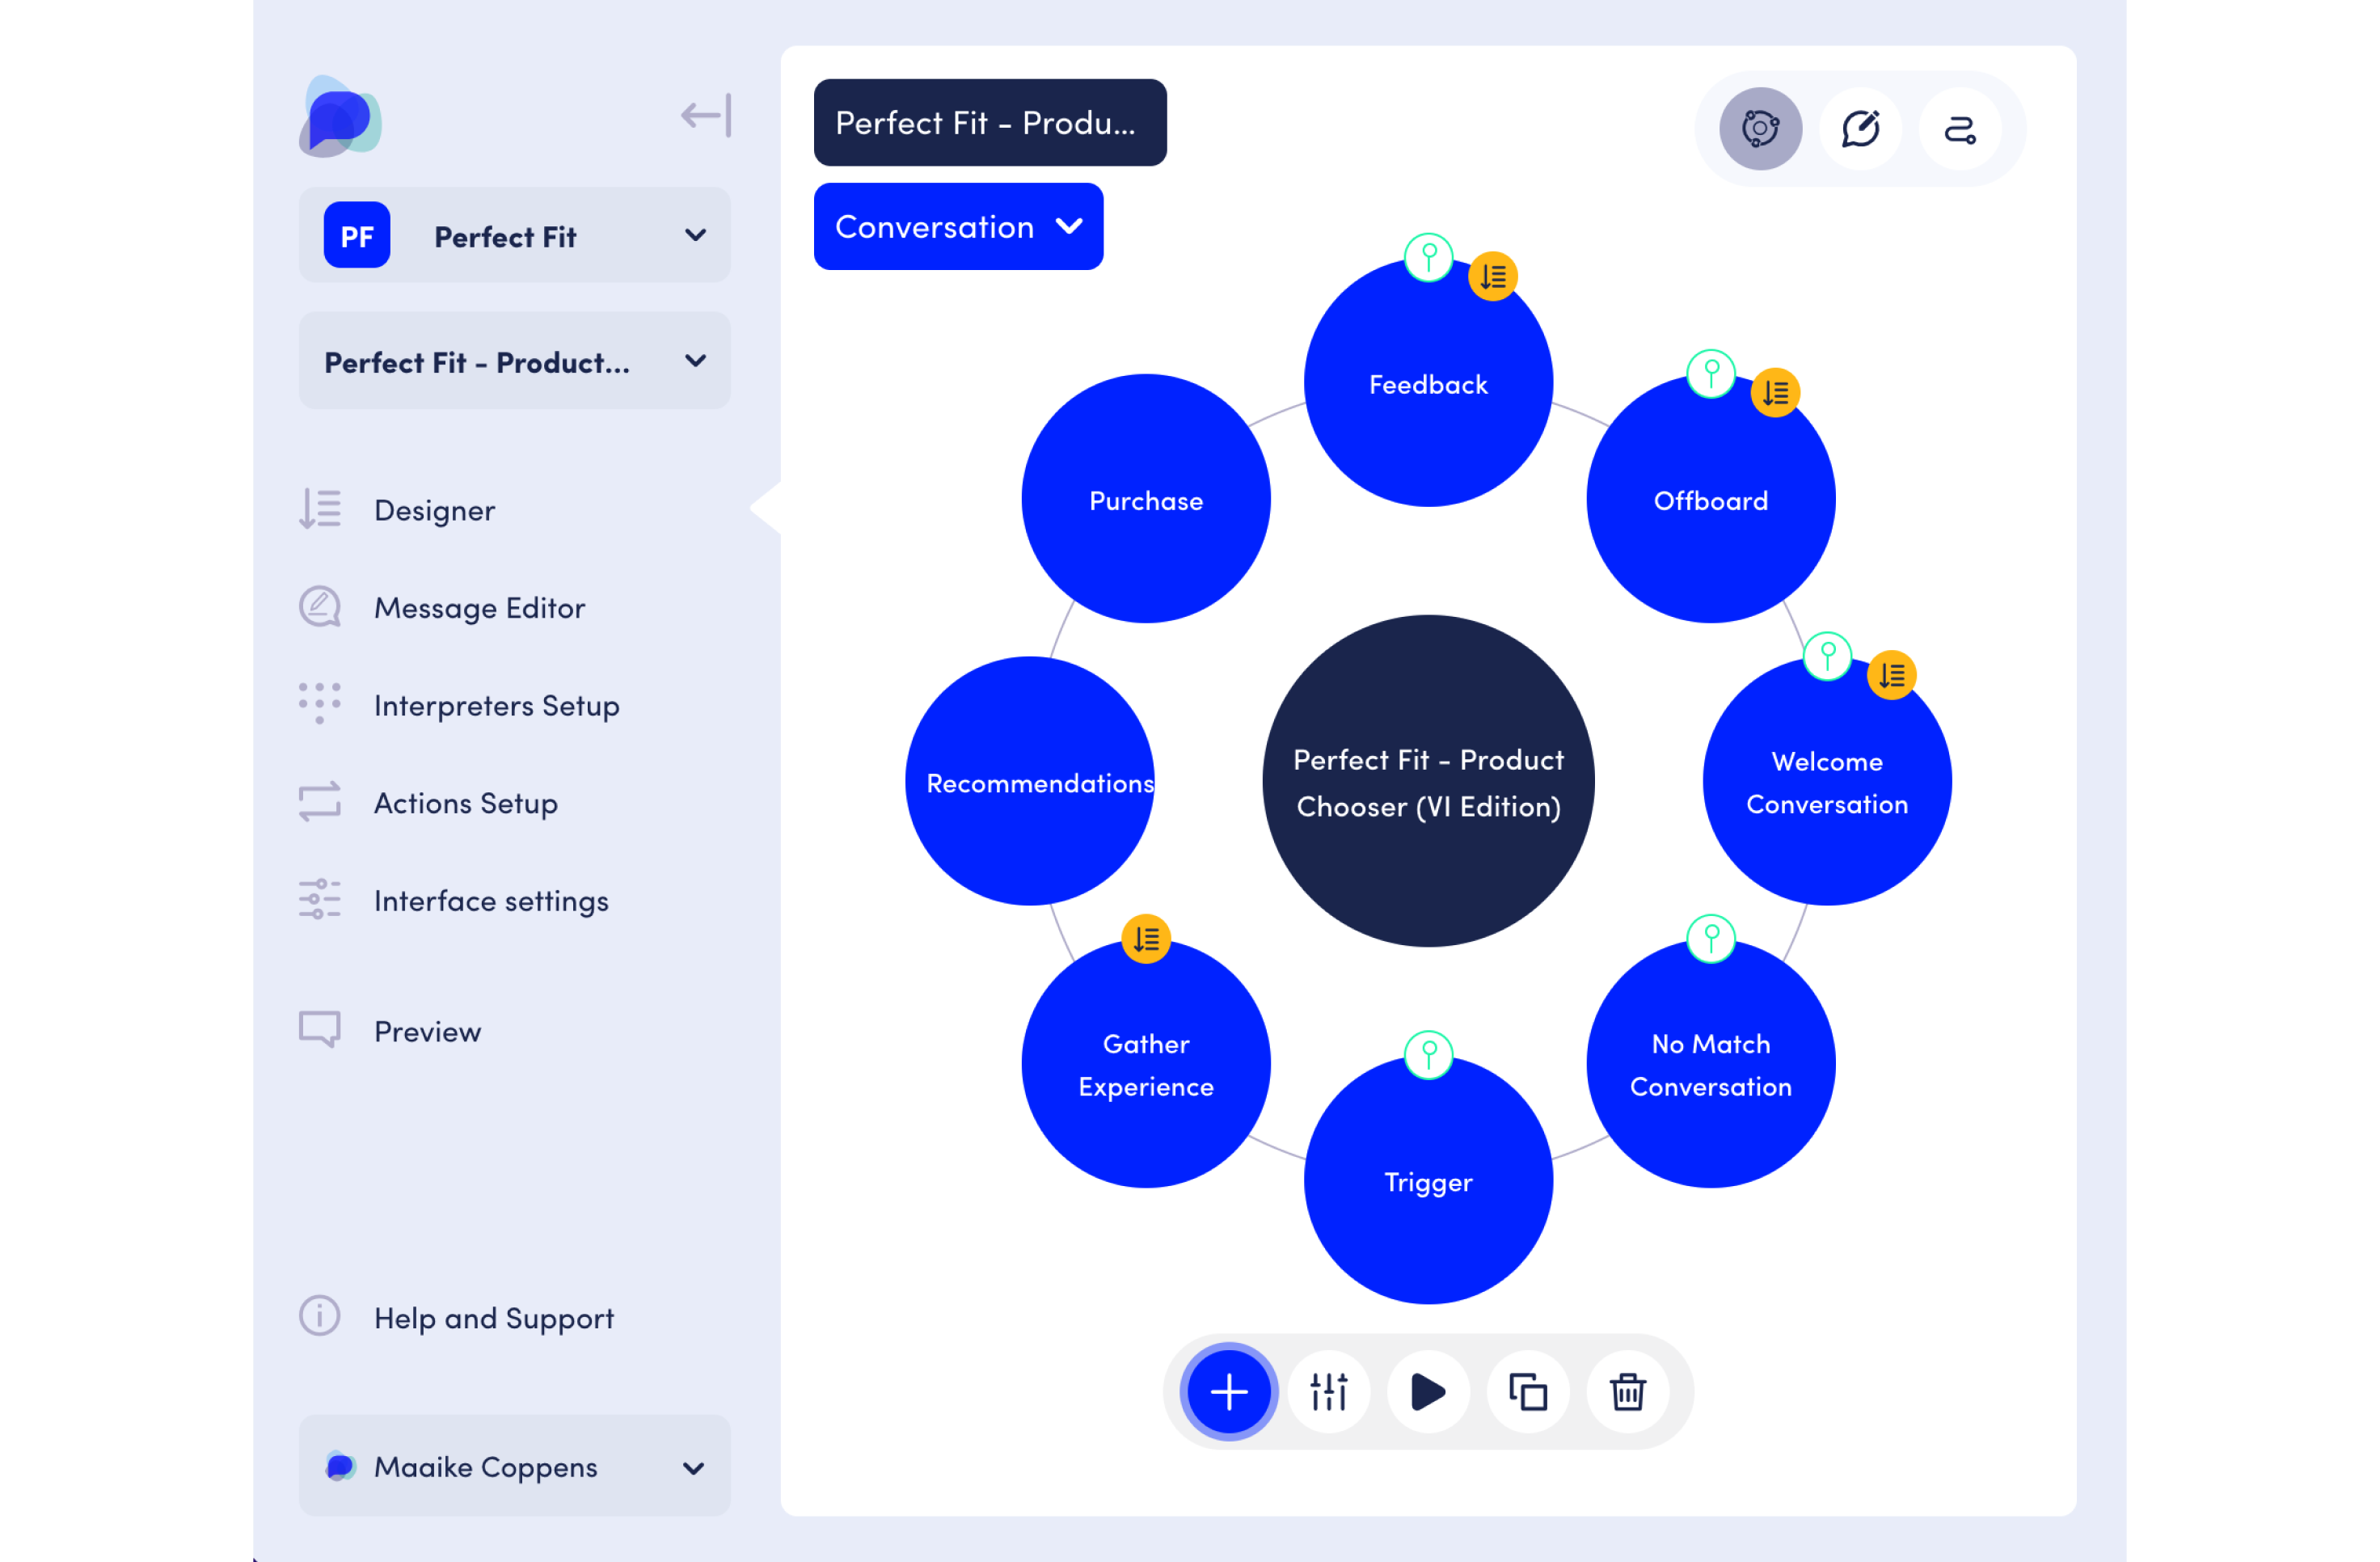 PF
Perfect Fit
Perfect Fit - Product...
Designer
Message Editor
Interpreters Setup
Actions Setup
Interface settings
Preview
Help and Support
Maaike Coppens
Perfect Fit - Produ...
Conversation
Feedback
Purchase
Offboard
Recommendations
Perfect Fit - Product
Chooser (VI Edition)
Welcome
Conversation
Gather
Experience
No Match
Conversation
Trigger